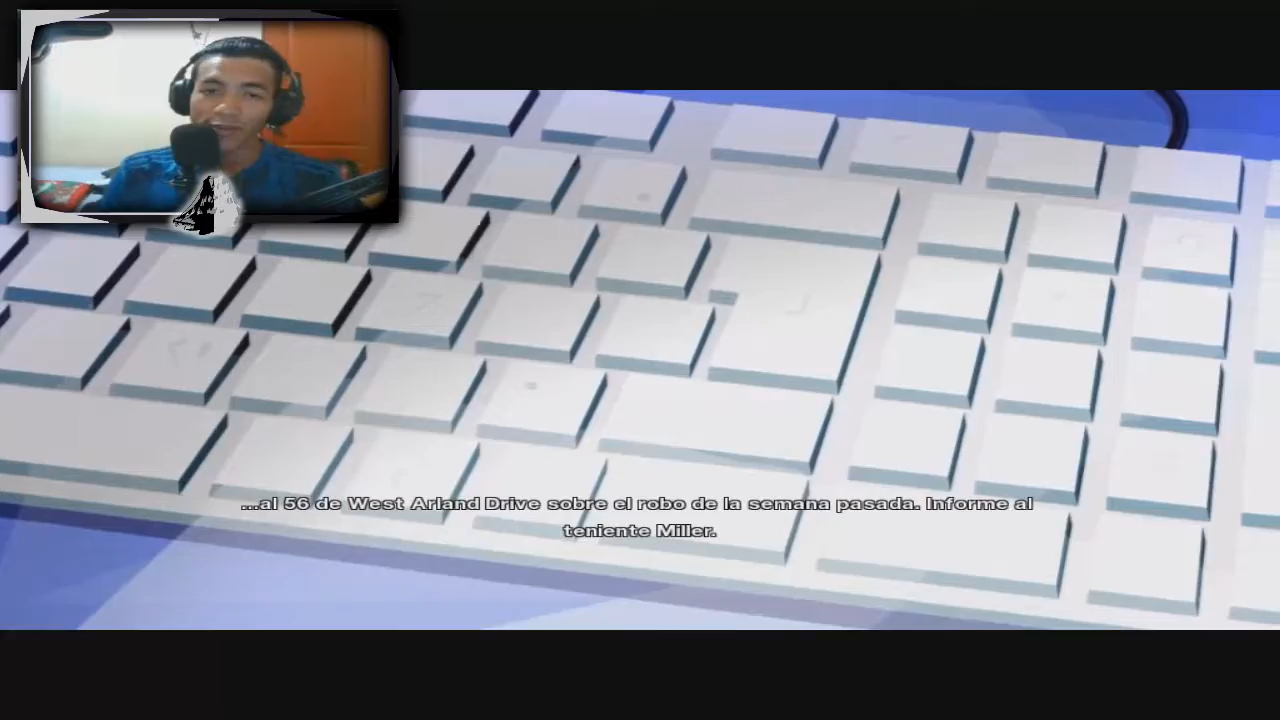 ...al 56 de West Arland Drive sobre el robo de la semana pasada. Informe al
teniente Miller.